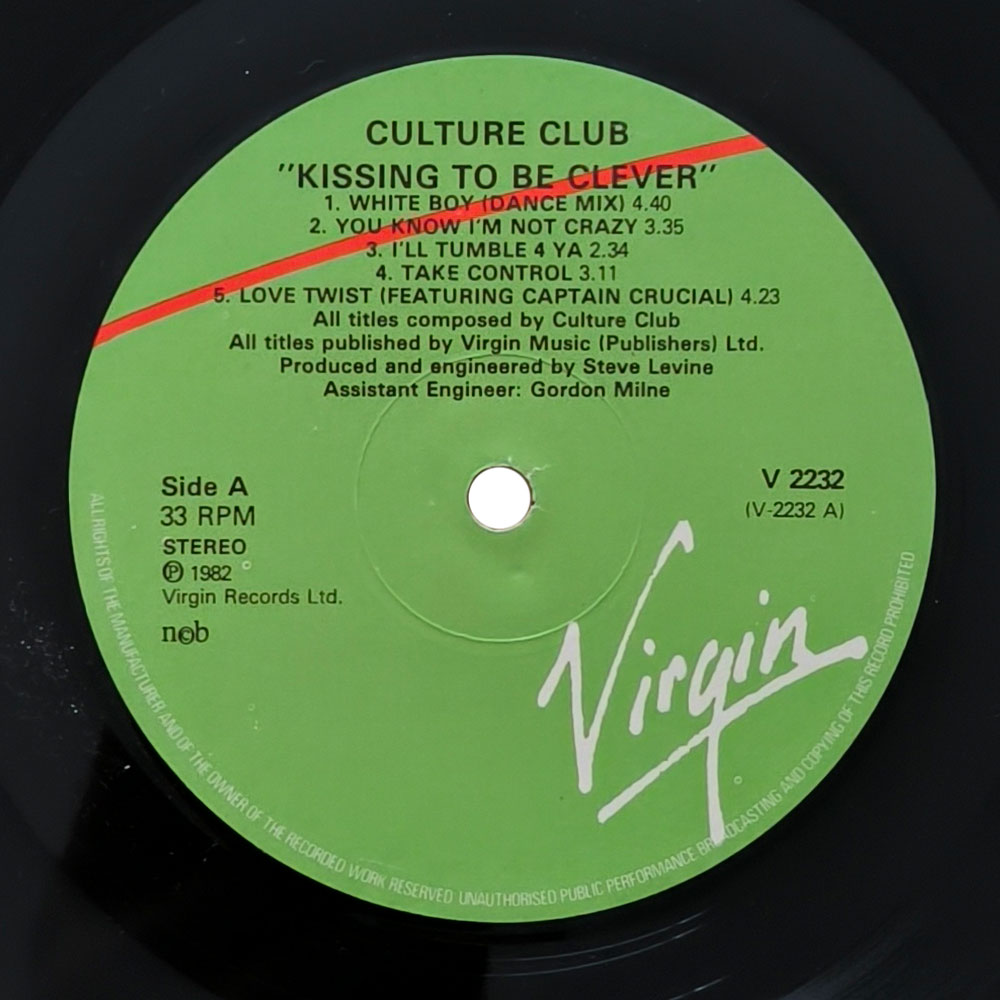 CULTURE CLUB
"KISSING TO BE CLEVER"
1. WHITE BOY (DANCE MIX) 4.40
2. YOU KNOW I'M NOT CRAZY 3.35
3. I'LL TUMBLE 4 YA 2.34
4. TAKE CONTROL 3.11
5. LOVE TWIST (FEATURING CAPTAIN CRUCIAL) 4.23
All titles composed by Culture Club
All titles published by Virgin Music (Publishers) Ltd.
Produced and engineered by Steve Levine
Assistant Engineer: Gordon Milne
Side A
33 RPM
STEREO
Ⓟ 1982
Virgin Records Ltd.
n©b
V 2232
(V-2232 A)
Virgin
ALL RIGHTS OF THE MANUFACTURER AND OF THE OWNER OF THE RECORDED WORK RESERVED UNAUTHORISED PUBLIC PERFORMANCE BROADCASTING AND COPYING OF THIS RECORD PROHIBITED